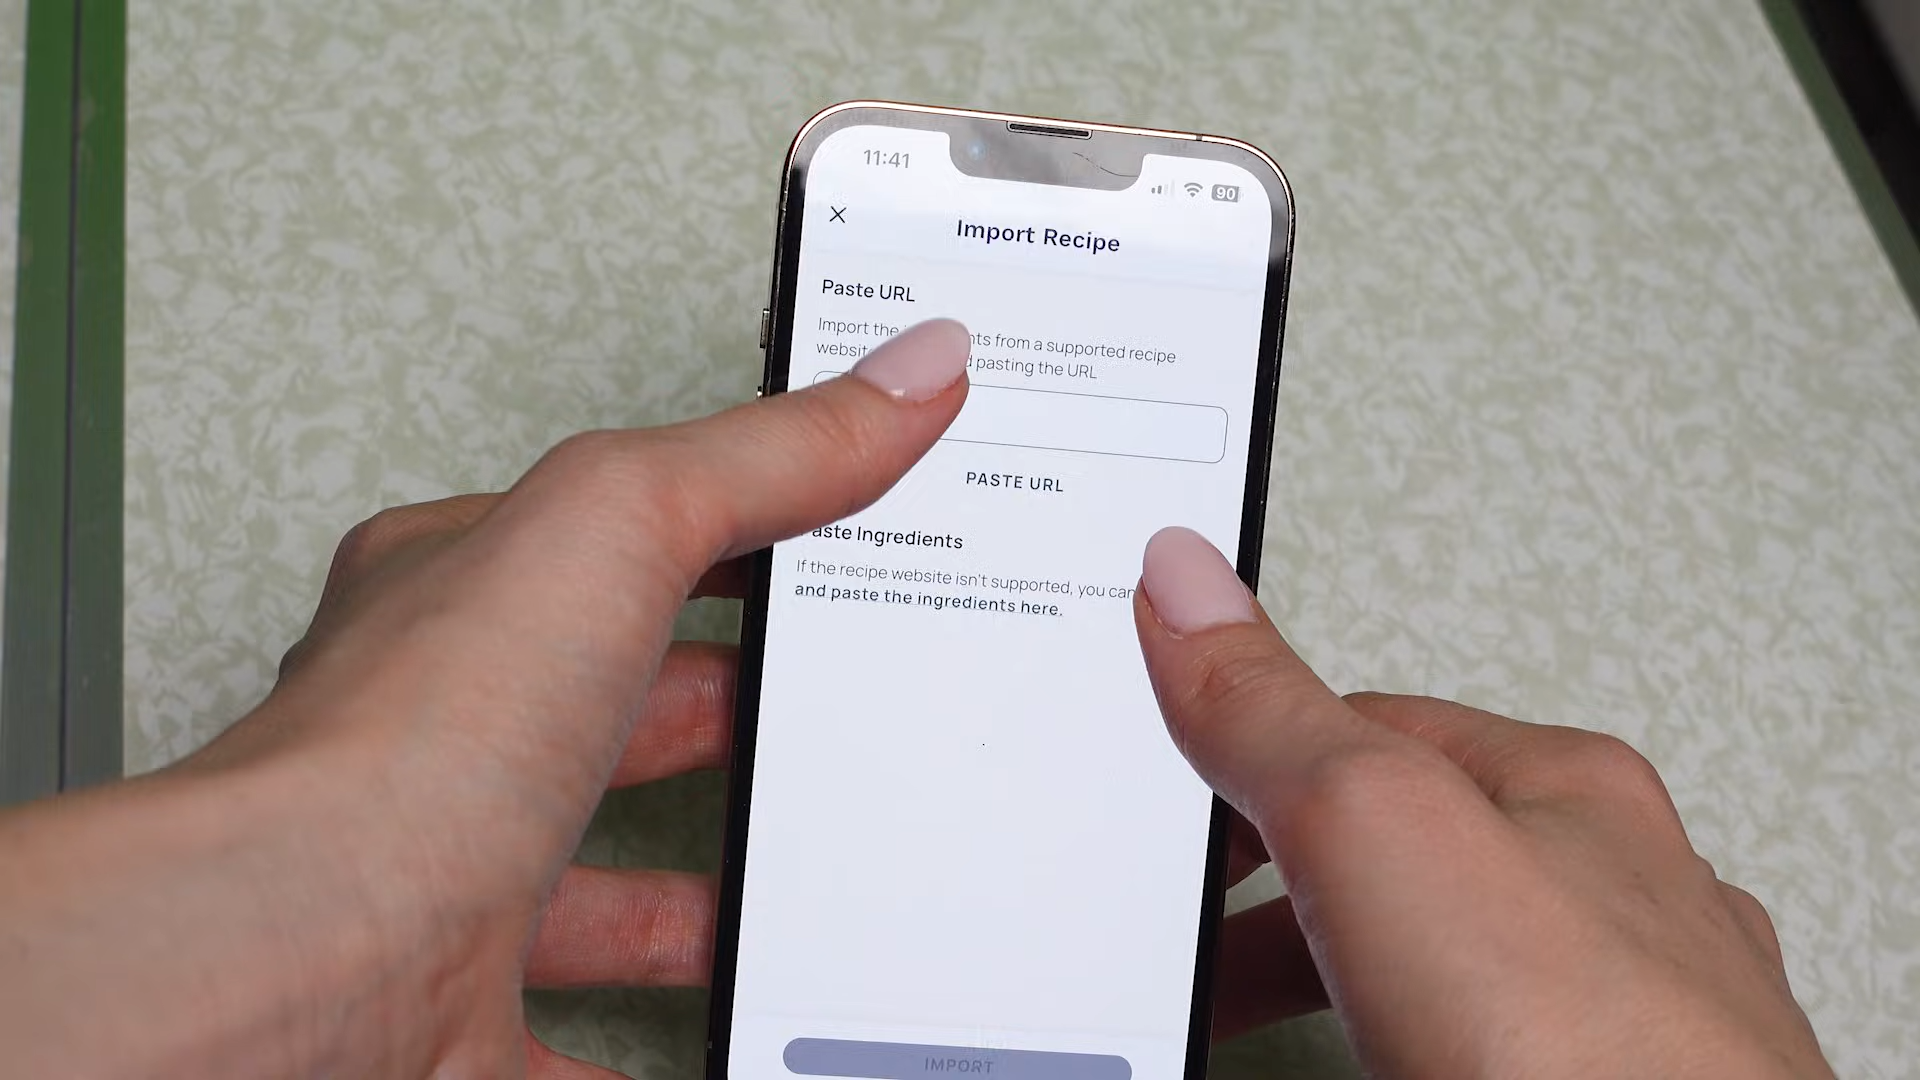 11:41
90
Import Recipe
Paste URL
Import the nts from a supported recipe
websit d pasting the URL
PASTE URL
aste Ingredients
If the recipe website isn't supported, you can
and paste the ingredients here.
IMPORT